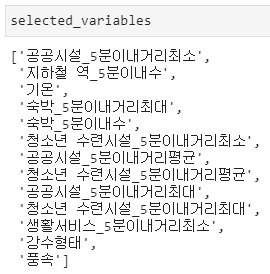 selected_variables
['공공시설_5분이내거리최소',
'지하철 역_5분이내수',
'기온',
'숙박_5분이내거리최대',
'숙박_5분이내수',
'청소년 수련시설_5분이내거리최소',
'공공시설_5분이내거리평균',
'청소년 수련시설_5분이내거리평균',
'공공시설_5분이내거리최대',
'청소년 수련시설_5분이내거리최대',
'생활서비스_5분이내거리최소',
'강수형태',
'풍속']